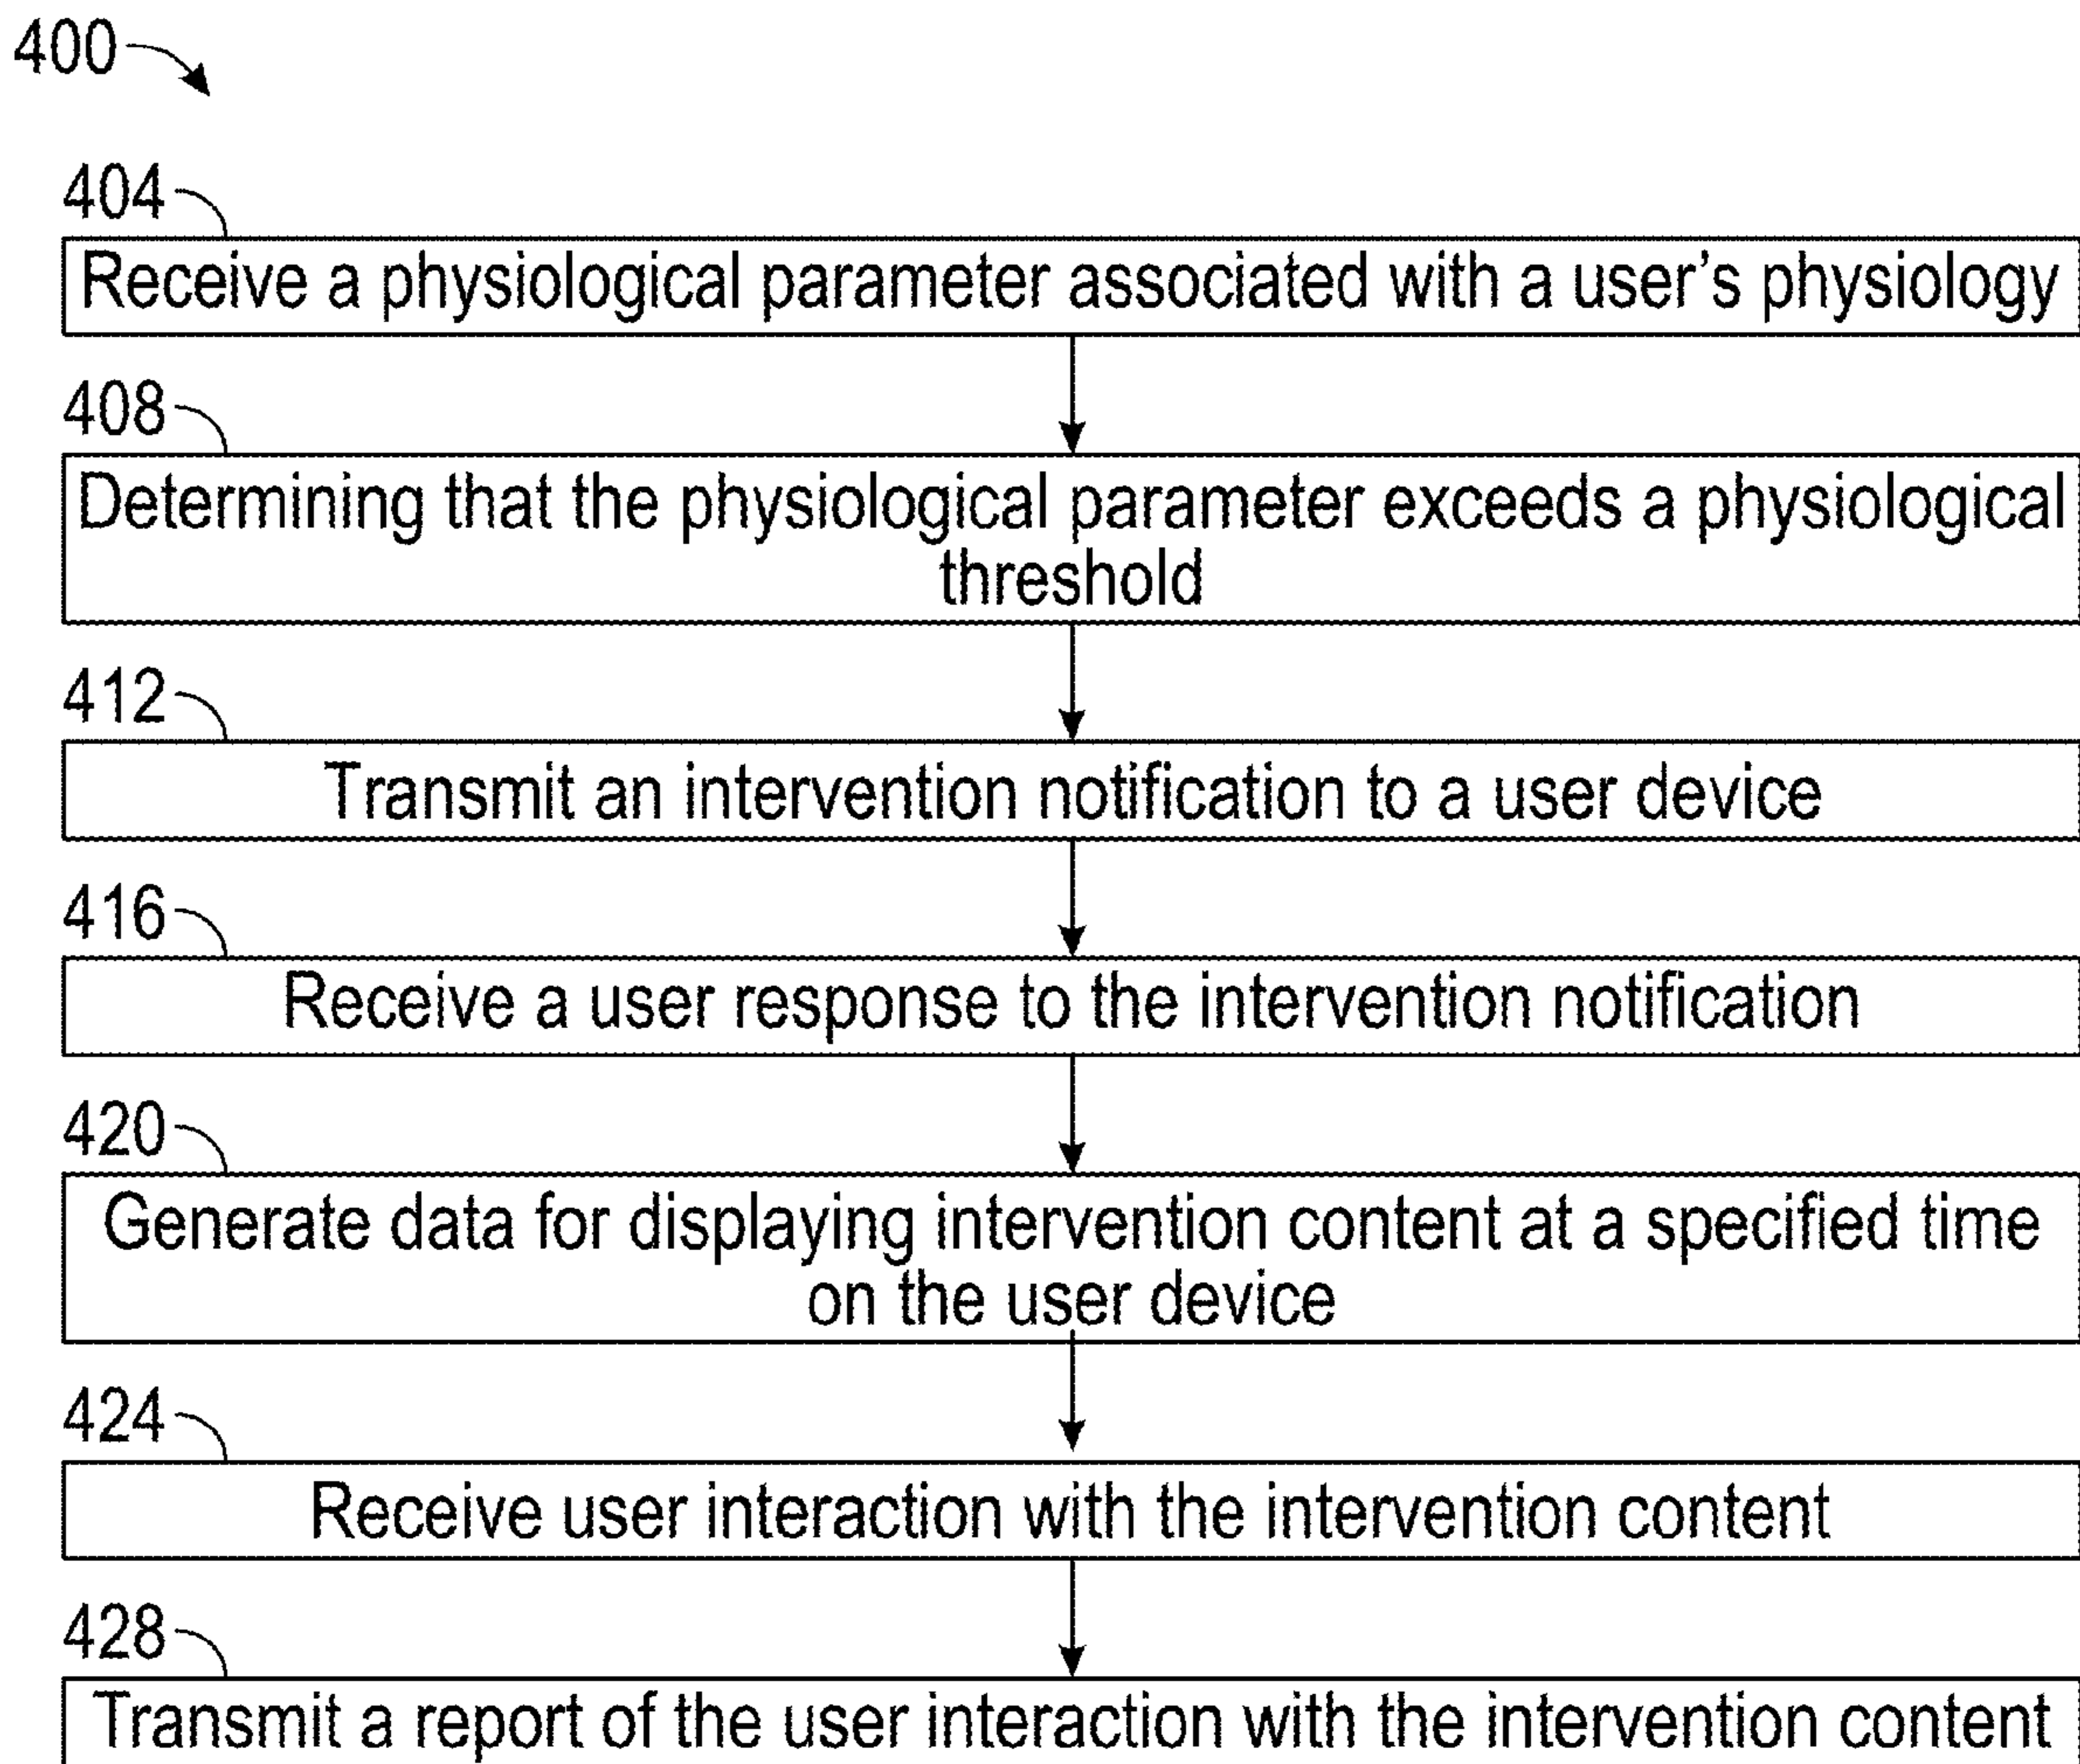 400
404
Receive a physiological parameter associated with a user's physiology
408
Determining that the physiological parameter exceeds a physiological
threshold
412
Transmit an intervention notification to a user device
416
Receive a user response to the intervention notification
420
Generate data for displaying intervention content at a specified time
on the user device
424
Receive user interaction with the intervention content
428
Transmit a report of the user interaction with the intervention content